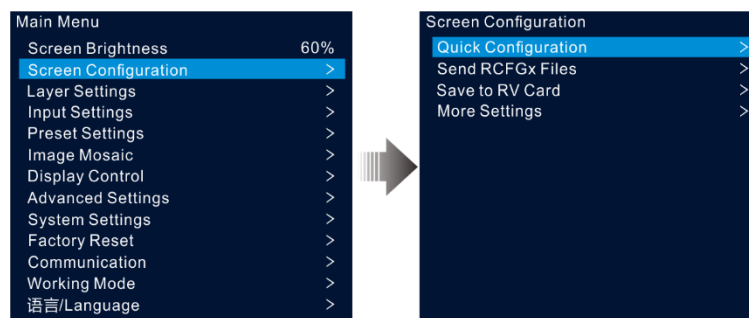 Main Menu
Screen Brightness 60%
Screen Configuration >
Layer Settings >
Input Settings >
Preset Settings >
Image Mosaic >
Display Control >
Advanced Settings >
System Settings >
Factory Reset >
Communication >
Working Mode >
语言/Language >
Screen Configuration
Quick Configuration >
Send RCFGx Files >
Save to RV Card >
More Settings >